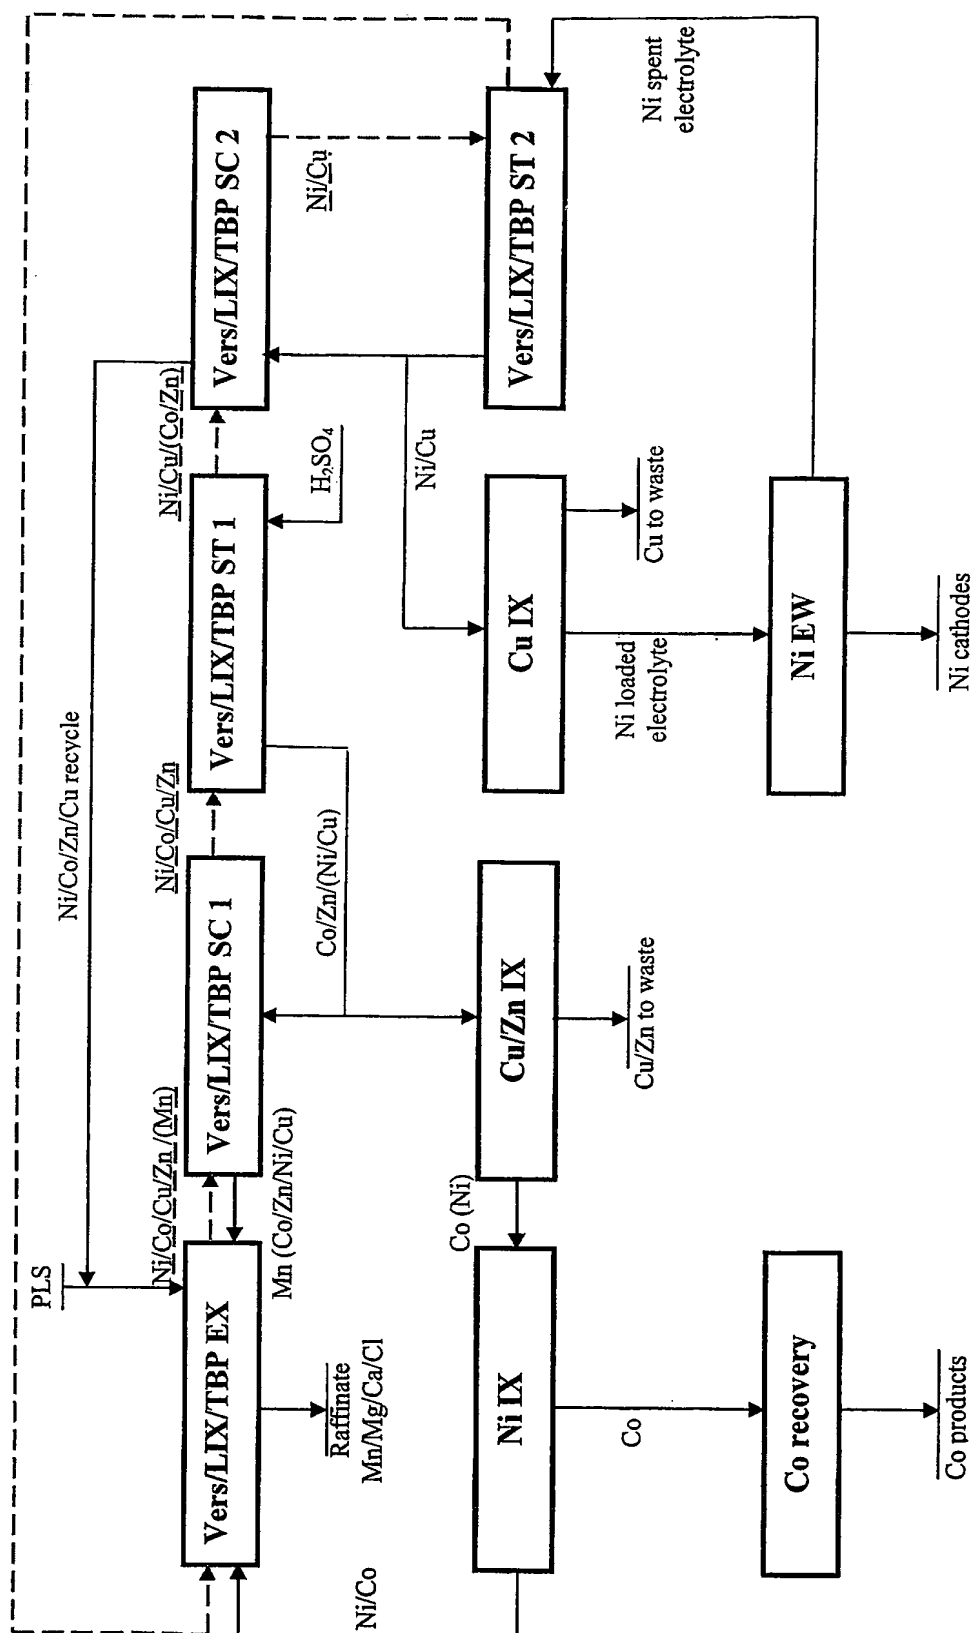 PLS
Ni/Co/Zn/Cu recycle
Ni/Co/Cu/Zn/(Mn)
Ni/Co/Cu/Zn
Ni/Cu/(Co/Zn)
Vers/LIX/TBP EX
Vers/LIX/TBP SC 1
Vers/LIX/TBP ST 1
Vers/LIX/TBP SC 2
Mn (Co/Zn/Ni/Cu)
Raffinate
Mn/Mg/Ca/Cl
Co/Zn/(Ni/Cu)
H₂SO₄
Ni/Cu
Ni/Co
Ni/Cu
Ni IX
Co (Ni)
Cu/Zn IX
Cu IX
Vers/LIX/TBP ST 2
Co
Cu/Zn to waste
Ni loaded
electrolyte
Cu to waste
Ni spent
electrolyte
Co recovery
Ni EW
Co products
Ni cathodes